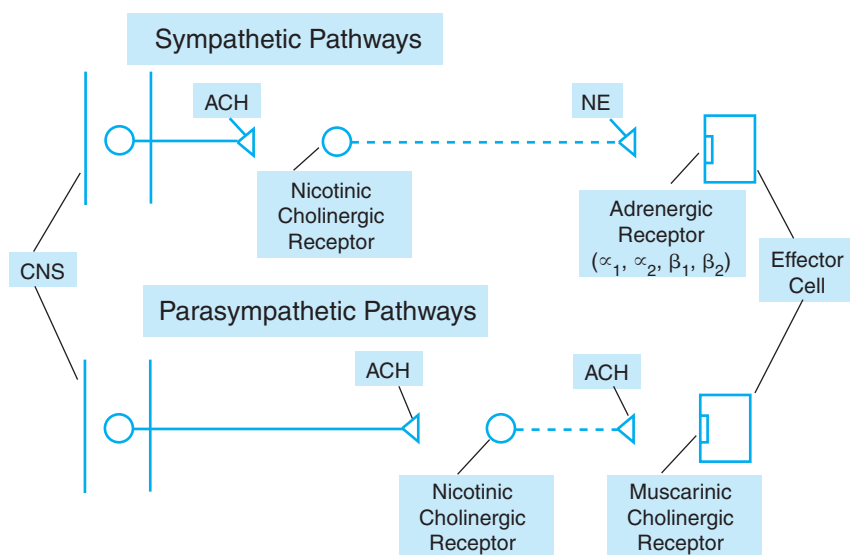 Sympathetic Pathways
ACH
NE
Nicotinic
Cholinergic
Receptor
Adrenergic
Receptor
(∝1, ∝2, β1, β2)
CNS
Effector
Cell
Parasympathetic Pathways
ACH
ACH
Nicotinic
Cholinergic
Receptor
Muscarinic
Cholinergic
Receptor